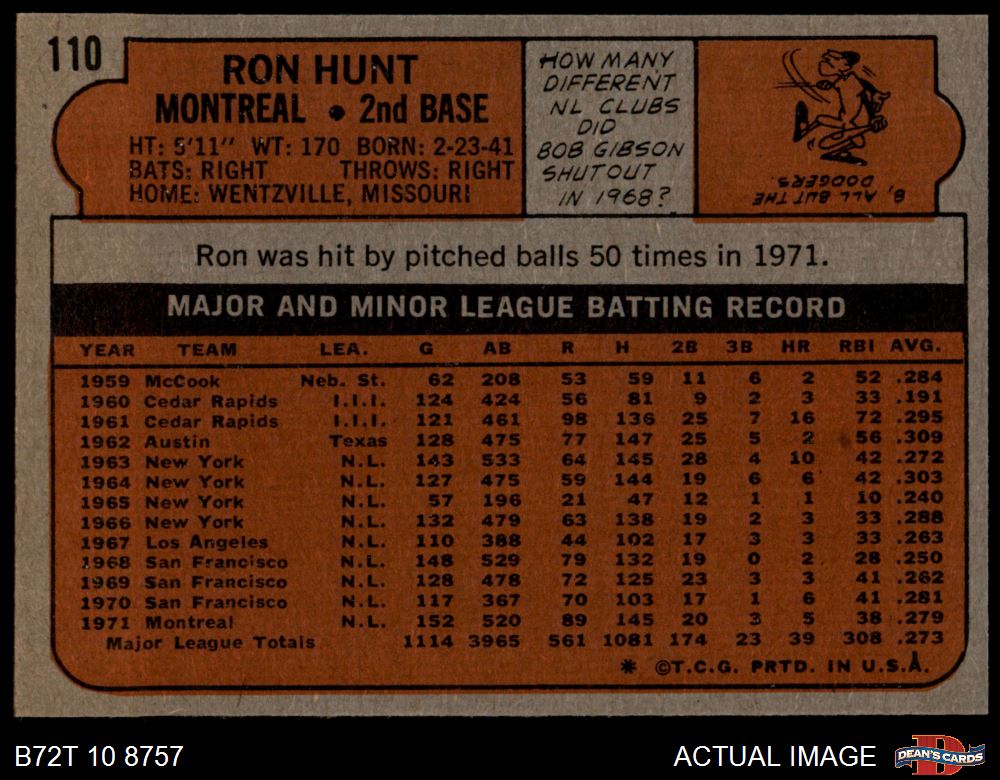 110
RON HUNT
MONTREAL • 2nd BASE
HT: 5'11" WT: 170 BORN: 2-23-41
BATS: RIGHT THROWS: RIGHT
HOME: WENTZVILLE, MISSOURI
HOW MANY
DIFFERENT
NL CLUBS
DID
BOB GIBSON
SHUTOUT
IN 1968?
8, ALL BUT THE
DODGERS.
Ron was hit by pitched balls 50 times in 1971.
MAJOR AND MINOR LEAGUE BATTING RECORD
YEAR TEAM LEA. G AB R H 2B 3B HR RBI AVG.
1959 McCook Neb. St. 62 208 53 59 11 6 2 52 .284
1960 Cedar Rapids I.I.I. 124 424 56 81 9 2 3 33 .191
1961 Cedar Rapids I.I.I. 121 461 98 136 25 7 16 72 .295
1962 Austin Texas 128 475 77 147 25 5 2 56 .309
1963 New York N.L. 143 533 64 145 28 4 10 42 .272
1964 New York N.L. 127 475 59 144 19 6 6 42 .303
1965 New York N.L. 57 196 21 47 12 1 1 10 .240
1966 New York N.L. 132 479 63 138 19 2 3 33 .288
1967 Los Angeles N.L. 110 388 44 102 17 3 3 33 .263
1968 San Francisco N.L. 148 529 79 132 19 0 2 28 .250
1969 San Francisco N.L. 128 478 72 125 23 3 3 41 .262
1970 San Francisco N.L. 117 367 70 103 17 1 6 41 .281
1971 Montreal N.L. 152 520 89 145 20 3 5 38 .279
Major League Totals 1114 3965 561 1081 174 23 39 308 .273
* ©T.C.G. PRTD. IN U.S.A.
B72T 10 8757
ACTUAL IMAGE
DEAN'S CARDS